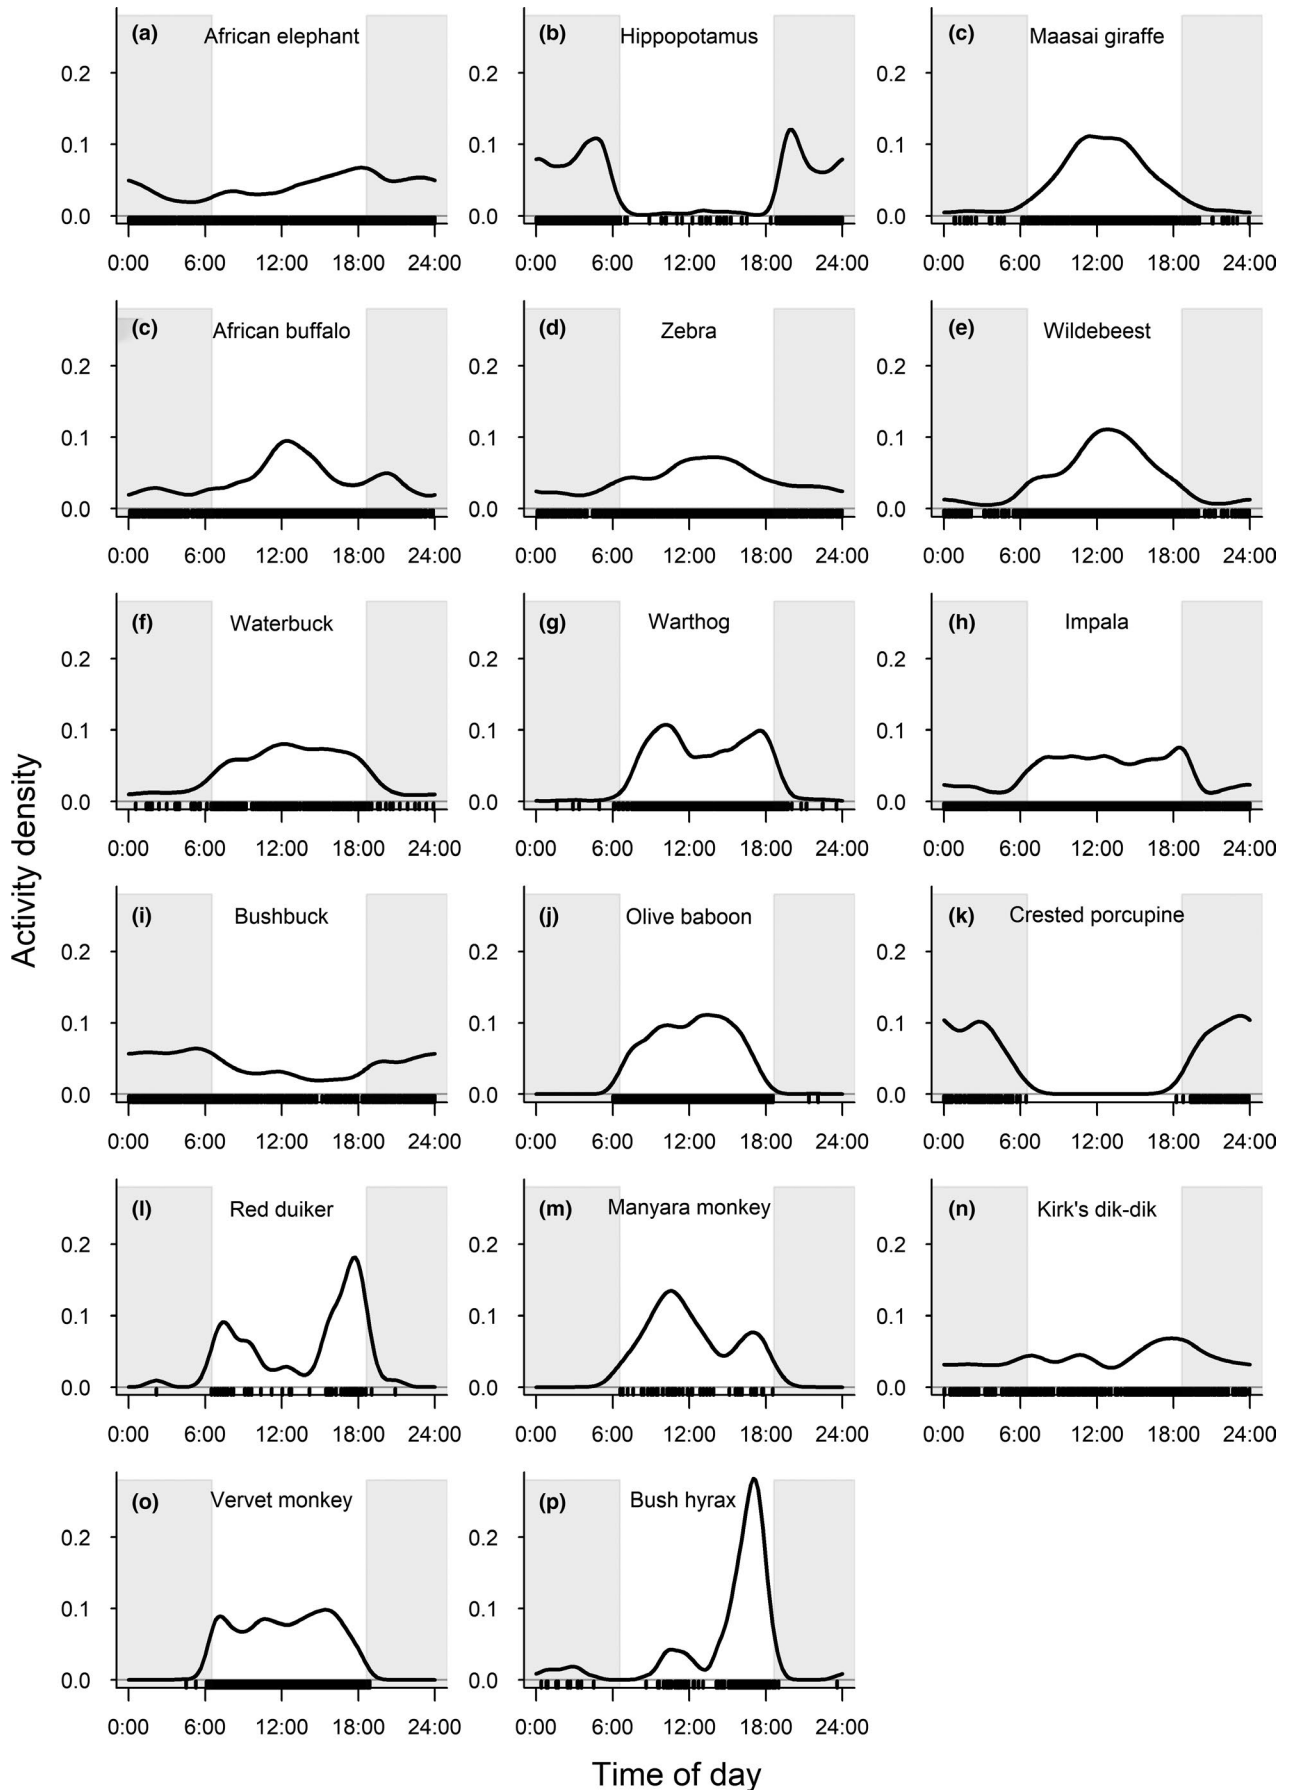 (a) African elephant
0.2
0.1
0.0
0:00 6:00 12:00 18:00 24:00
(b) Hippopotamus
0.2
0.1
0.0
0:00 6:00 12:00 18:00 24:00
(c) Maasai giraffe
0.2
0.1
0.0
0:00 6:00 12:00 18:00 24:00
(c) African buffalo
0.2
0.1
0.0
0:00 6:00 12:00 18:00 24:00
(d) Zebra
0.2
0.1
0.0
0:00 6:00 12:00 18:00 24:00
(e) Wildebeest
0.2
0.1
0.0
0:00 6:00 12:00 18:00 24:00
(f) Waterbuck
0.2
0.1
0.0
0:00 6:00 12:00 18:00 24:00
(g) Warthog
0.2
0.1
0.0
0:00 6:00 12:00 18:00 24:00
(h) Impala
0.2
0.1
0.0
0:00 6:00 12:00 18:00 24:00
Activity density
(i) Bushbuck
0.2
0.1
0.0
0:00 6:00 12:00 18:00 24:00
(j) Olive baboon
0.2
0.1
0.0
0:00 6:00 12:00 18:00 24:00
(k) Crested porcupine
0.2
0.1
0.0
0:00 6:00 12:00 18:00 24:00
(l) Red duiker
0.2
0.1
0.0
0:00 6:00 12:00 18:00 24:00
(m) Manyara monkey
0.2
0.1
0.0
0:00 6:00 12:00 18:00 24:00
(n) Kirk's dik-dik
0.2
0.1
0.0
0:00 6:00 12:00 18:00 24:00
(o) Vervet monkey
0.2
0.1
0.0
0:00 6:00 12:00 18:00 24:00
(p) Bush hyrax
0.2
0.1
0.0
0:00 6:00 12:00 18:00 24:00
Time of day